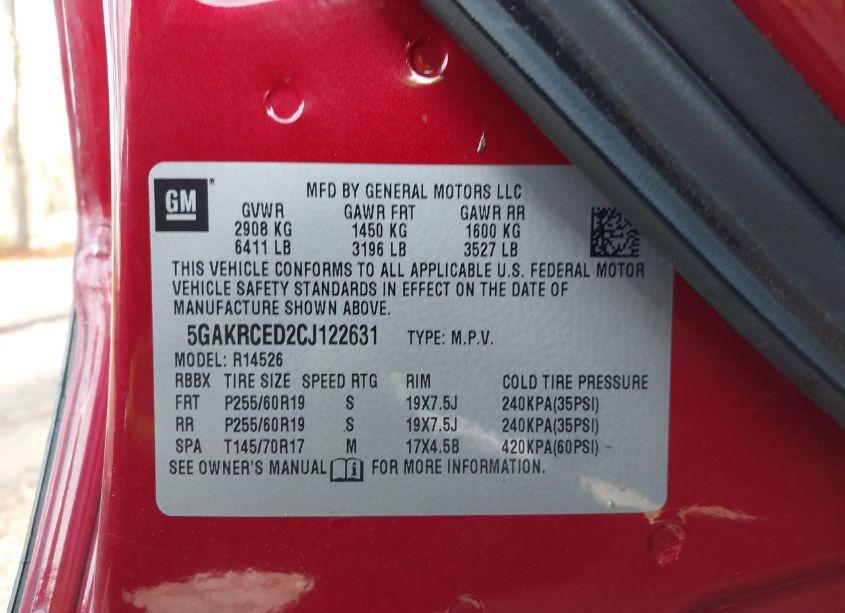 GM
MFD BY GENERAL MOTORS LLC
GVWR GAWR FRT GAWR RR
2908 KG 1450 KG 1600 KG
6411 LB 3196 LB 3527 LB
THIS VEHICLE CONFORMS TO ALL APPLICABLE U.S. FEDERAL MOTOR
VEHICLE SAFETY STANDARDS IN EFFECT ON THE DATE OF
MANUFACTURE SHOWN ABOVE.
5GAKRCED2CJ122631 TYPE: M.P.V.
MODEL: R14526
RBBX TIRE SIZE SPEED RTG RIM COLD TIRE PRESSURE
FRT P255/60R19 S 19X7.5J 240KPA(35PSI)
RR P255/60R19 S 19X7.5J 240KPA(35PSI)
SPA T145/70R17 M 17X4.5B 420KPA(60PSI)
SEE OWNER'S MANUAL i FOR MORE INFORMATION.